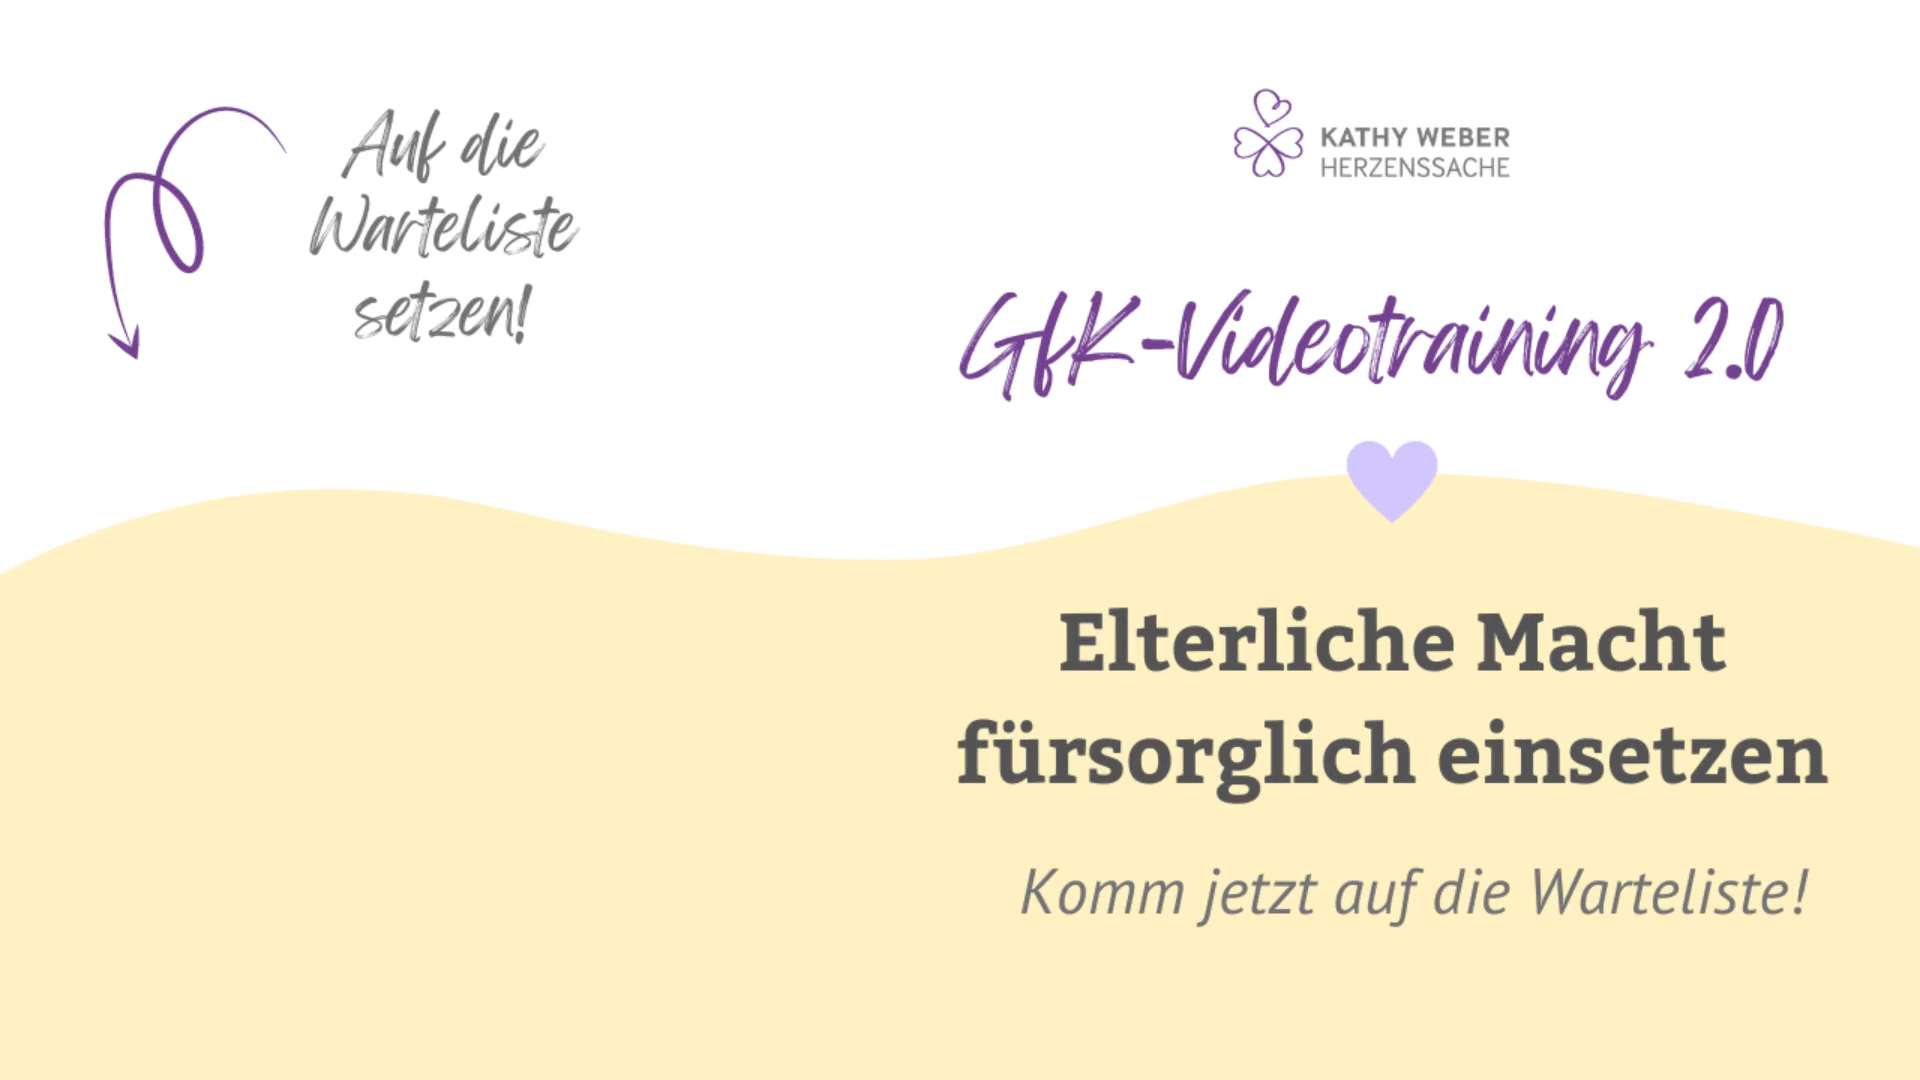 Auf die
Warteliste
setzen!
KATHY WEBER
HERZENSSACHE
GfK-Videotraining 2.0
Elterliche Macht
fürsorglich einsetzen
Komm jetzt auf die Warteliste!